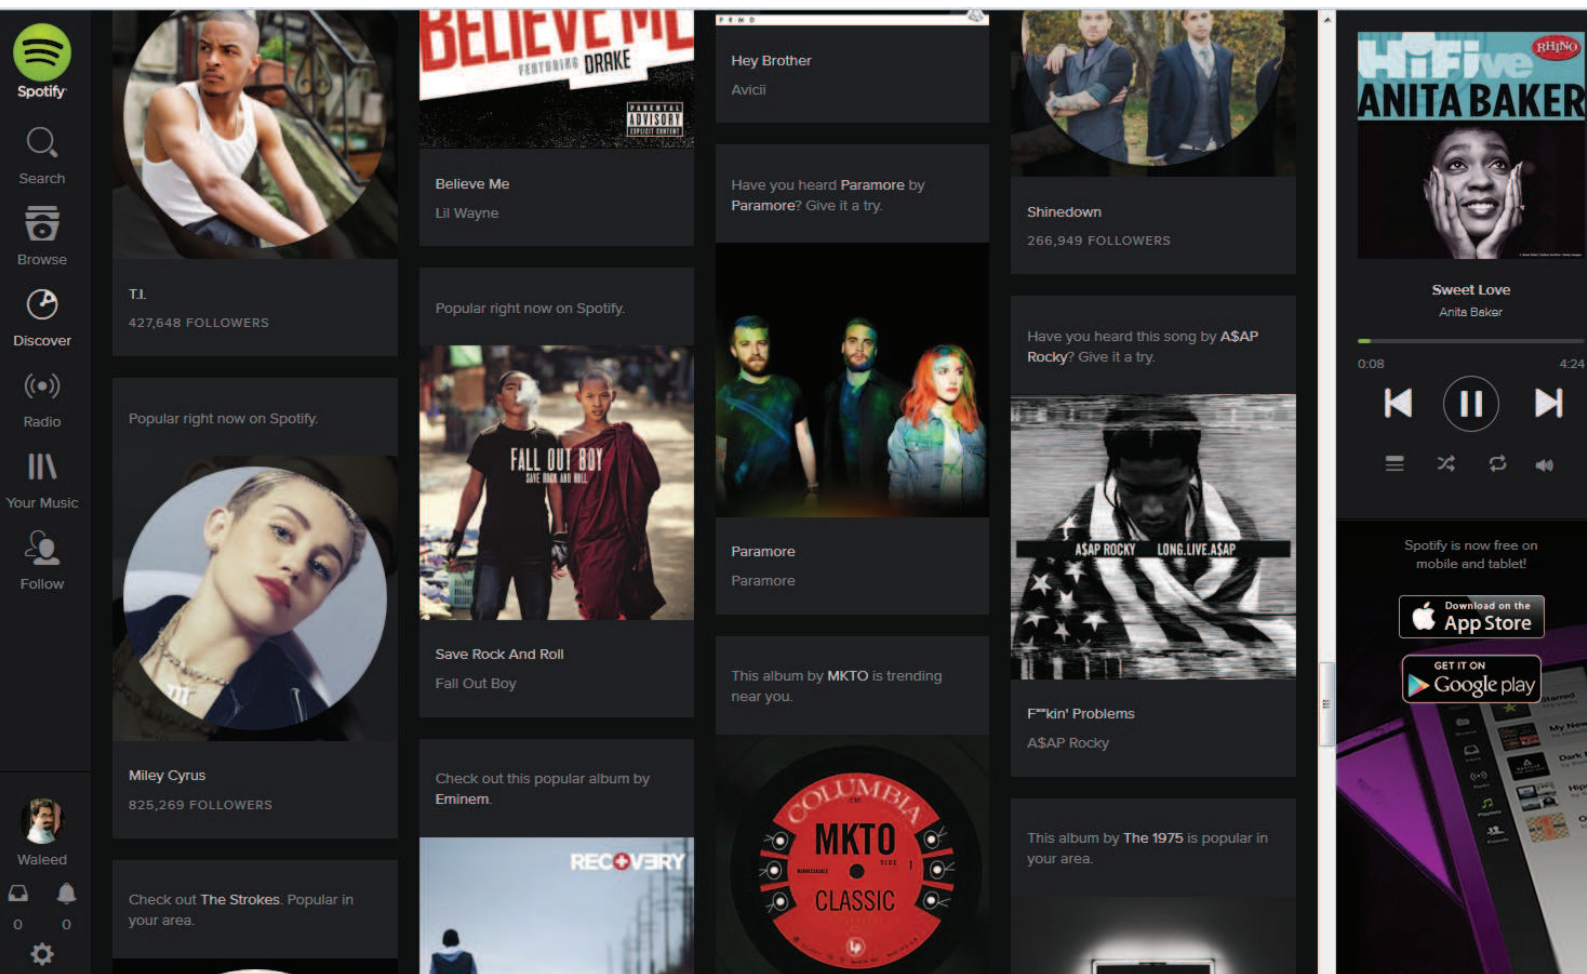 Spotify
Search
Browse
Discover
Radio
Your Music
Follow
Waleed
0 0
T.I.
427,648 FOLLOWERS
Popular right now on Spotify.
Miley Cyrus
825,269 FOLLOWERS
Check out The Strokes. Popular in
your area.
BELIEVE ME
FEATURING DRAKE
PARENTAL
ADVISORY
EXPLICIT CONTENT
Believe Me
Lil Wayne
Popular right now on Spotify.
FALL OUT BOY
SAVE ROCK AND ROLL
Save Rock And Roll
Fall Out Boy
Check out this popular album by
Eminem.
RECOVERY
Hey Brother
Avicii
Have you heard Paramore by
Paramore? Give it a try.
Paramore
Paramore
This album by MKTO is trending
near you.
COLUMBIA
MKTO
SIDE 1
CLASSIC
Shinedown
266,949 FOLLOWERS
Have you heard this song by A$AP
Rocky? Give it a try.
A$AP ROCKY LONG.LIVE.A$AP
F**kin' Problems
A$AP Rocky
This album by The 1975 is popular in
your area.
HiFive
RHINO
ANITA BAKER
Sweet Love
Anita Baker
0:08 4:24
Spotify is now free on
mobile and tablet!
Download on the
App Store
GET IT ON
Google play
Starred
My New
Dark